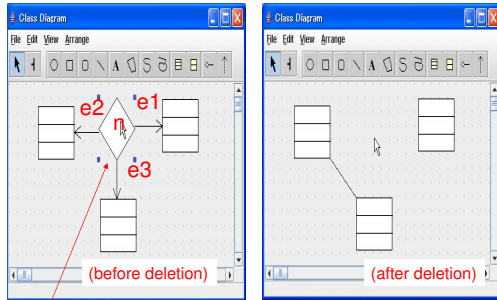 Class Diagram
File Edit View Arrange
A
e2
e1
n
e3
(before deletion)
Class Diagram
File Edit View Arrange
A
(after deletion)